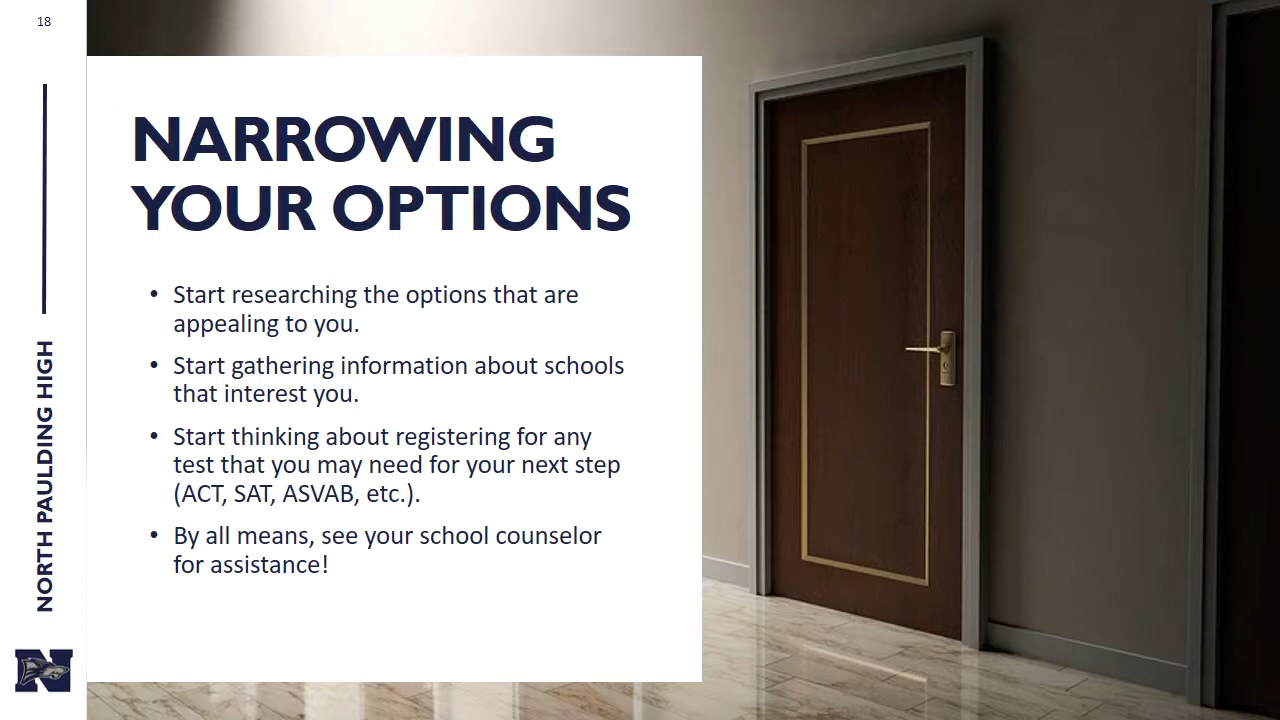 18
NARROWING
YOUR OPTIONS
• Start researching the options that are
appealing to you.
• Start gathering information about schools
that interest you.
• Start thinking about registering for any
test that you may need for your next step
(ACT, SAT, ASVAB, etc.).
• By all means, see your school counselor
for assistance!
NORTH PAULDING HIGH
N